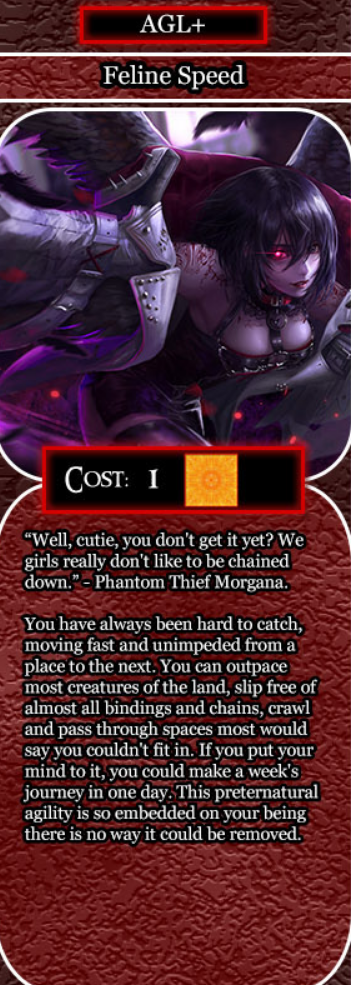 AGL+
Feline Speed
COST: 1
“Well, cutie, you don't get it yet? We
girls really don't like to be chained
down.” - Phantom Thief Morgana.
You have always been hard to catch,
moving fast and unimpeded from a
place to the next. You can outpace
most creatures of the land, slip free of
almost all bindings and chains, crawl
and pass through spaces most would
say you couldn't fit in. If you put your
mind to it, you could make a week's
journey in one day. This preternatural
agility is so embedded on your being
there is no way it could be removed.